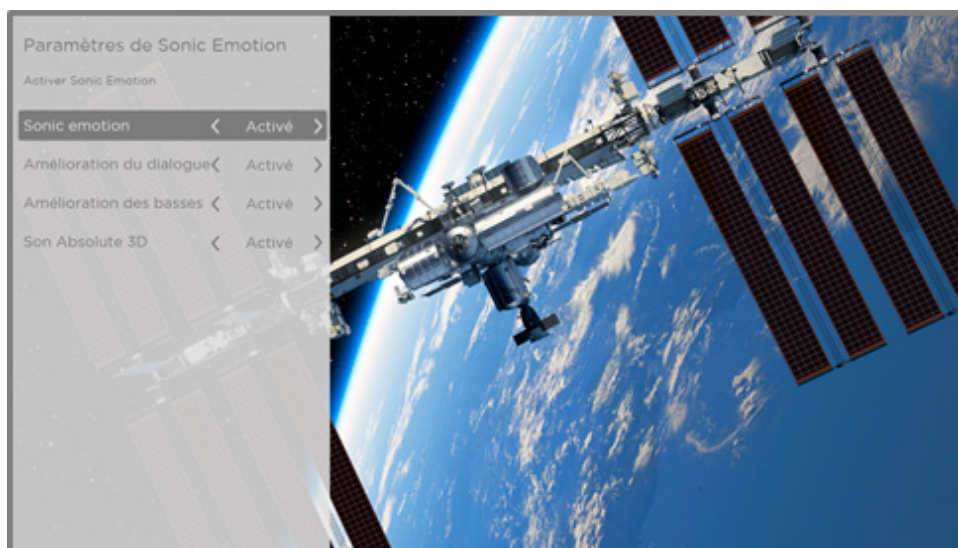 Paramètres de Sonic Emotion
Activer Sonic Emotion
Sonic emotion < Activé >
Amélioration du dialogue < Activé >
Amélioration des basses < Activé >
Son Absolute 3D < Activé >